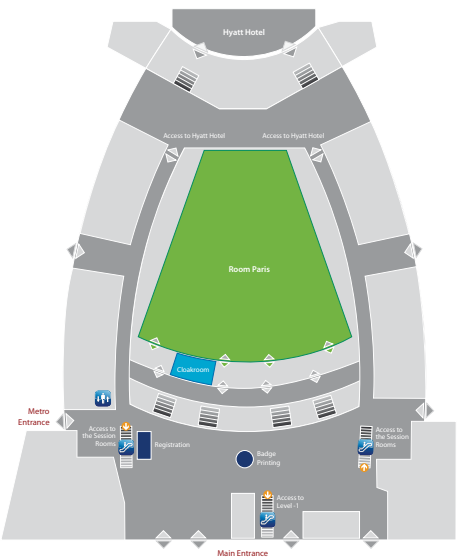 Hyatt Hotel
Access to Hyatt Hotel
Access to Hyatt Hotel
Room Paris
Cloakroom
Metro
Entrance
Access to
the Session
Rooms
Registration
Badge
Printing
Access to
the Session
Rooms
Access to
Level -1
Main Entrance